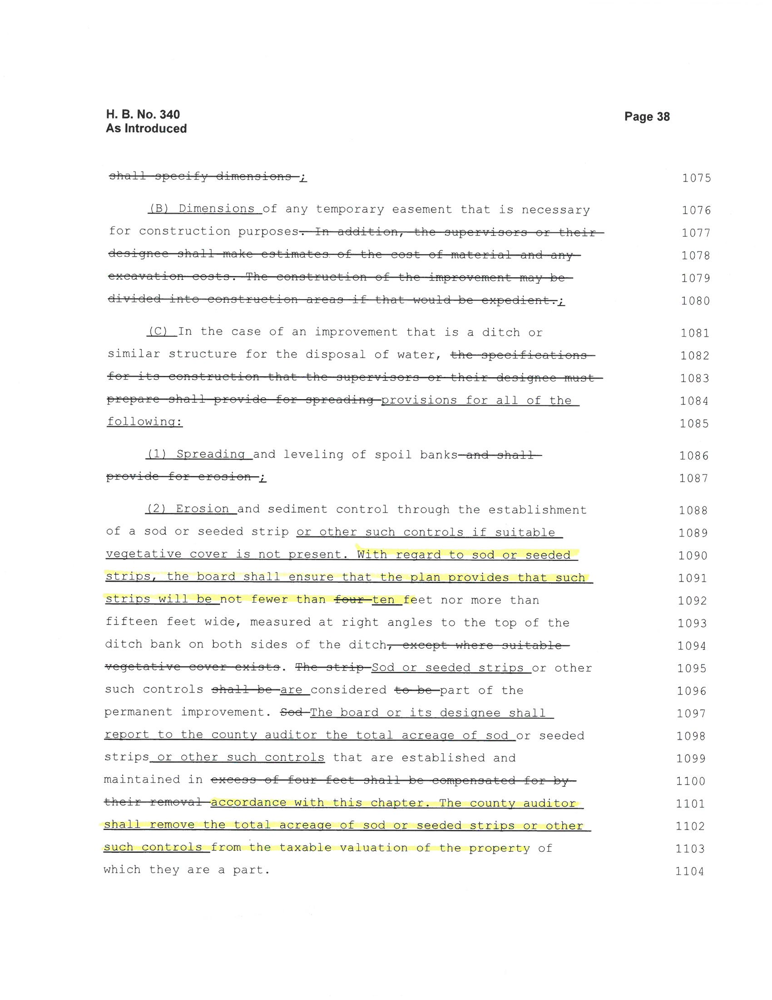 H. B. No. 340
Page 38
As Introduced
shall specify dimensions ; 1075
(B) Dimensions of any temporary easement that is necessary 1076
for construction purposes. In addition, the supervisors or their 1077
designee shall make estimates of the cost of material and any 1078
excavation costs. The construction of the improvement may be 1079
divided into construction areas if that would be expedient.; 1080
(C) In the case of an improvement that is a ditch or 1081
similar structure for the disposal of water, the specifications 1082
for its construction that the supervisors or their designee must 1083
prepare shall provide for spreading provisions for all of the 1084
following: 1085
(1) Spreading and leveling of spoil banks and shall 1086
provide for erosion ; 1087
(2) Erosion and sediment control through the establishment 1088
of a sod or seeded strip or other such controls if suitable 1089
vegetative cover is not present. With regard to sod or seeded 1090
strips, the board shall ensure that the plan provides that such 1091
strips will be not fewer than four ten feet nor more than 1092
fifteen feet wide, measured at right angles to the top of the 1093
ditch bank on both sides of the ditch, except where suitable 1094
vegetative cover exists. The strip Sod or seeded strips or other 1095
such controls shall be are considered to be part of the 1096
permanent improvement. Sod The board or its designee shall 1097
report to the county auditor the total acreage of sod or seeded 1098
strips or other such controls that are established and 1099
maintained in excess of four feet shall be compensated for by 1100
their removal accordance with this chapter. The county auditor 1101
shall remove the total acreage of sod or seeded strips or other 1102
such controls from the taxable valuation of the property of 1103
which they are a part. 1104